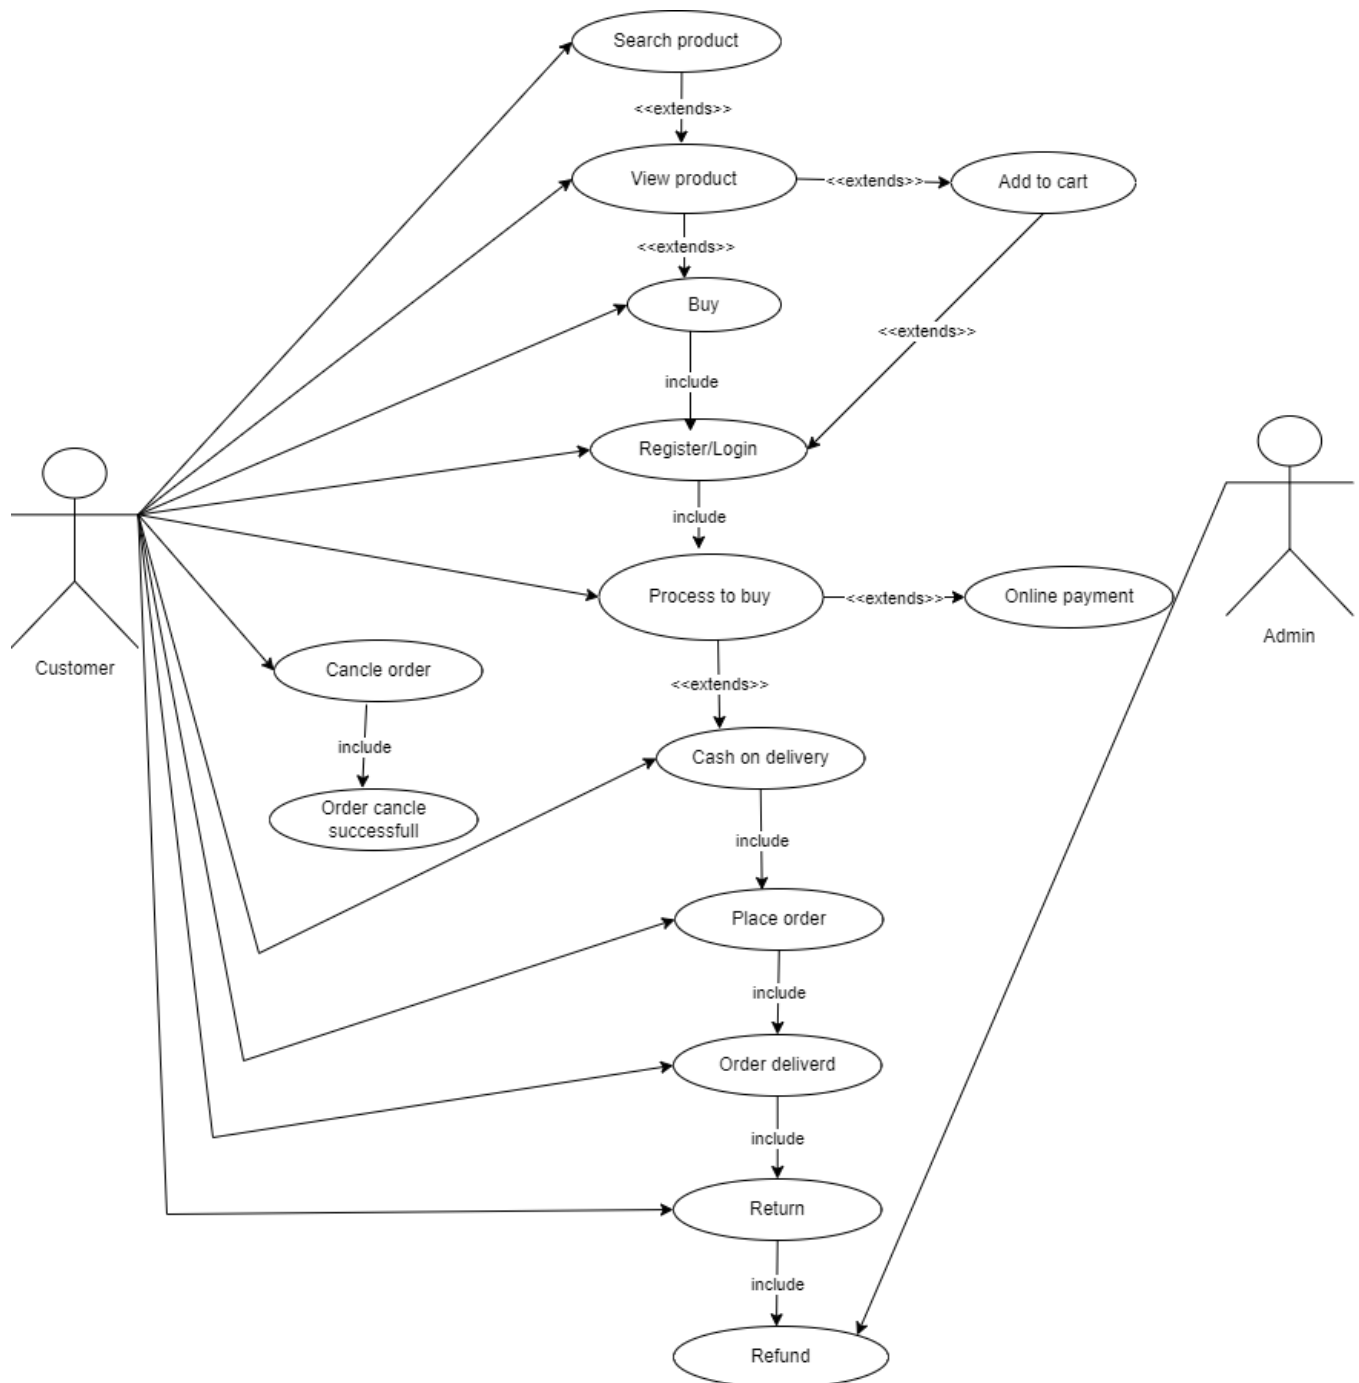 Search product
<<extends>>
View product
<<extends>>
Add to cart
<<extends>>
Buy
<<extends>>
include
Register/Login
include
Process to buy
<<extends>>
Online payment
Customer
Admin
Cancle order
<<extends>>
include
Cash on delivery
Order cancle
successfull
include
Place order
include
Order deliverd
include
Return
include
Refund